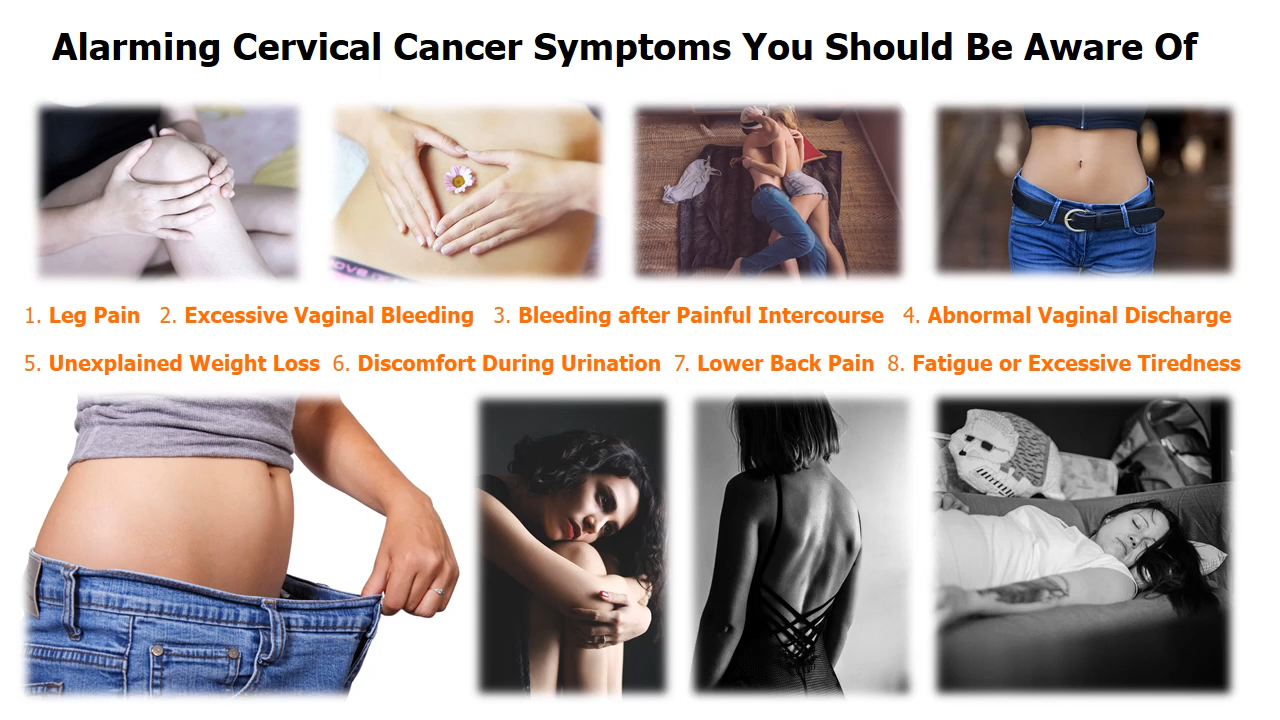 Alarming Cervical Cancer Symptoms You Should Be Aware Of
1. Leg Pain 2. Excessive Vaginal Bleeding 3. Bleeding after Painful Intercourse 4. Abnormal Vaginal Discharge
5. Unexplained Weight Loss 6. Discomfort During Urination 7. Lower Back Pain 8. Fatigue or Excessive Tiredness